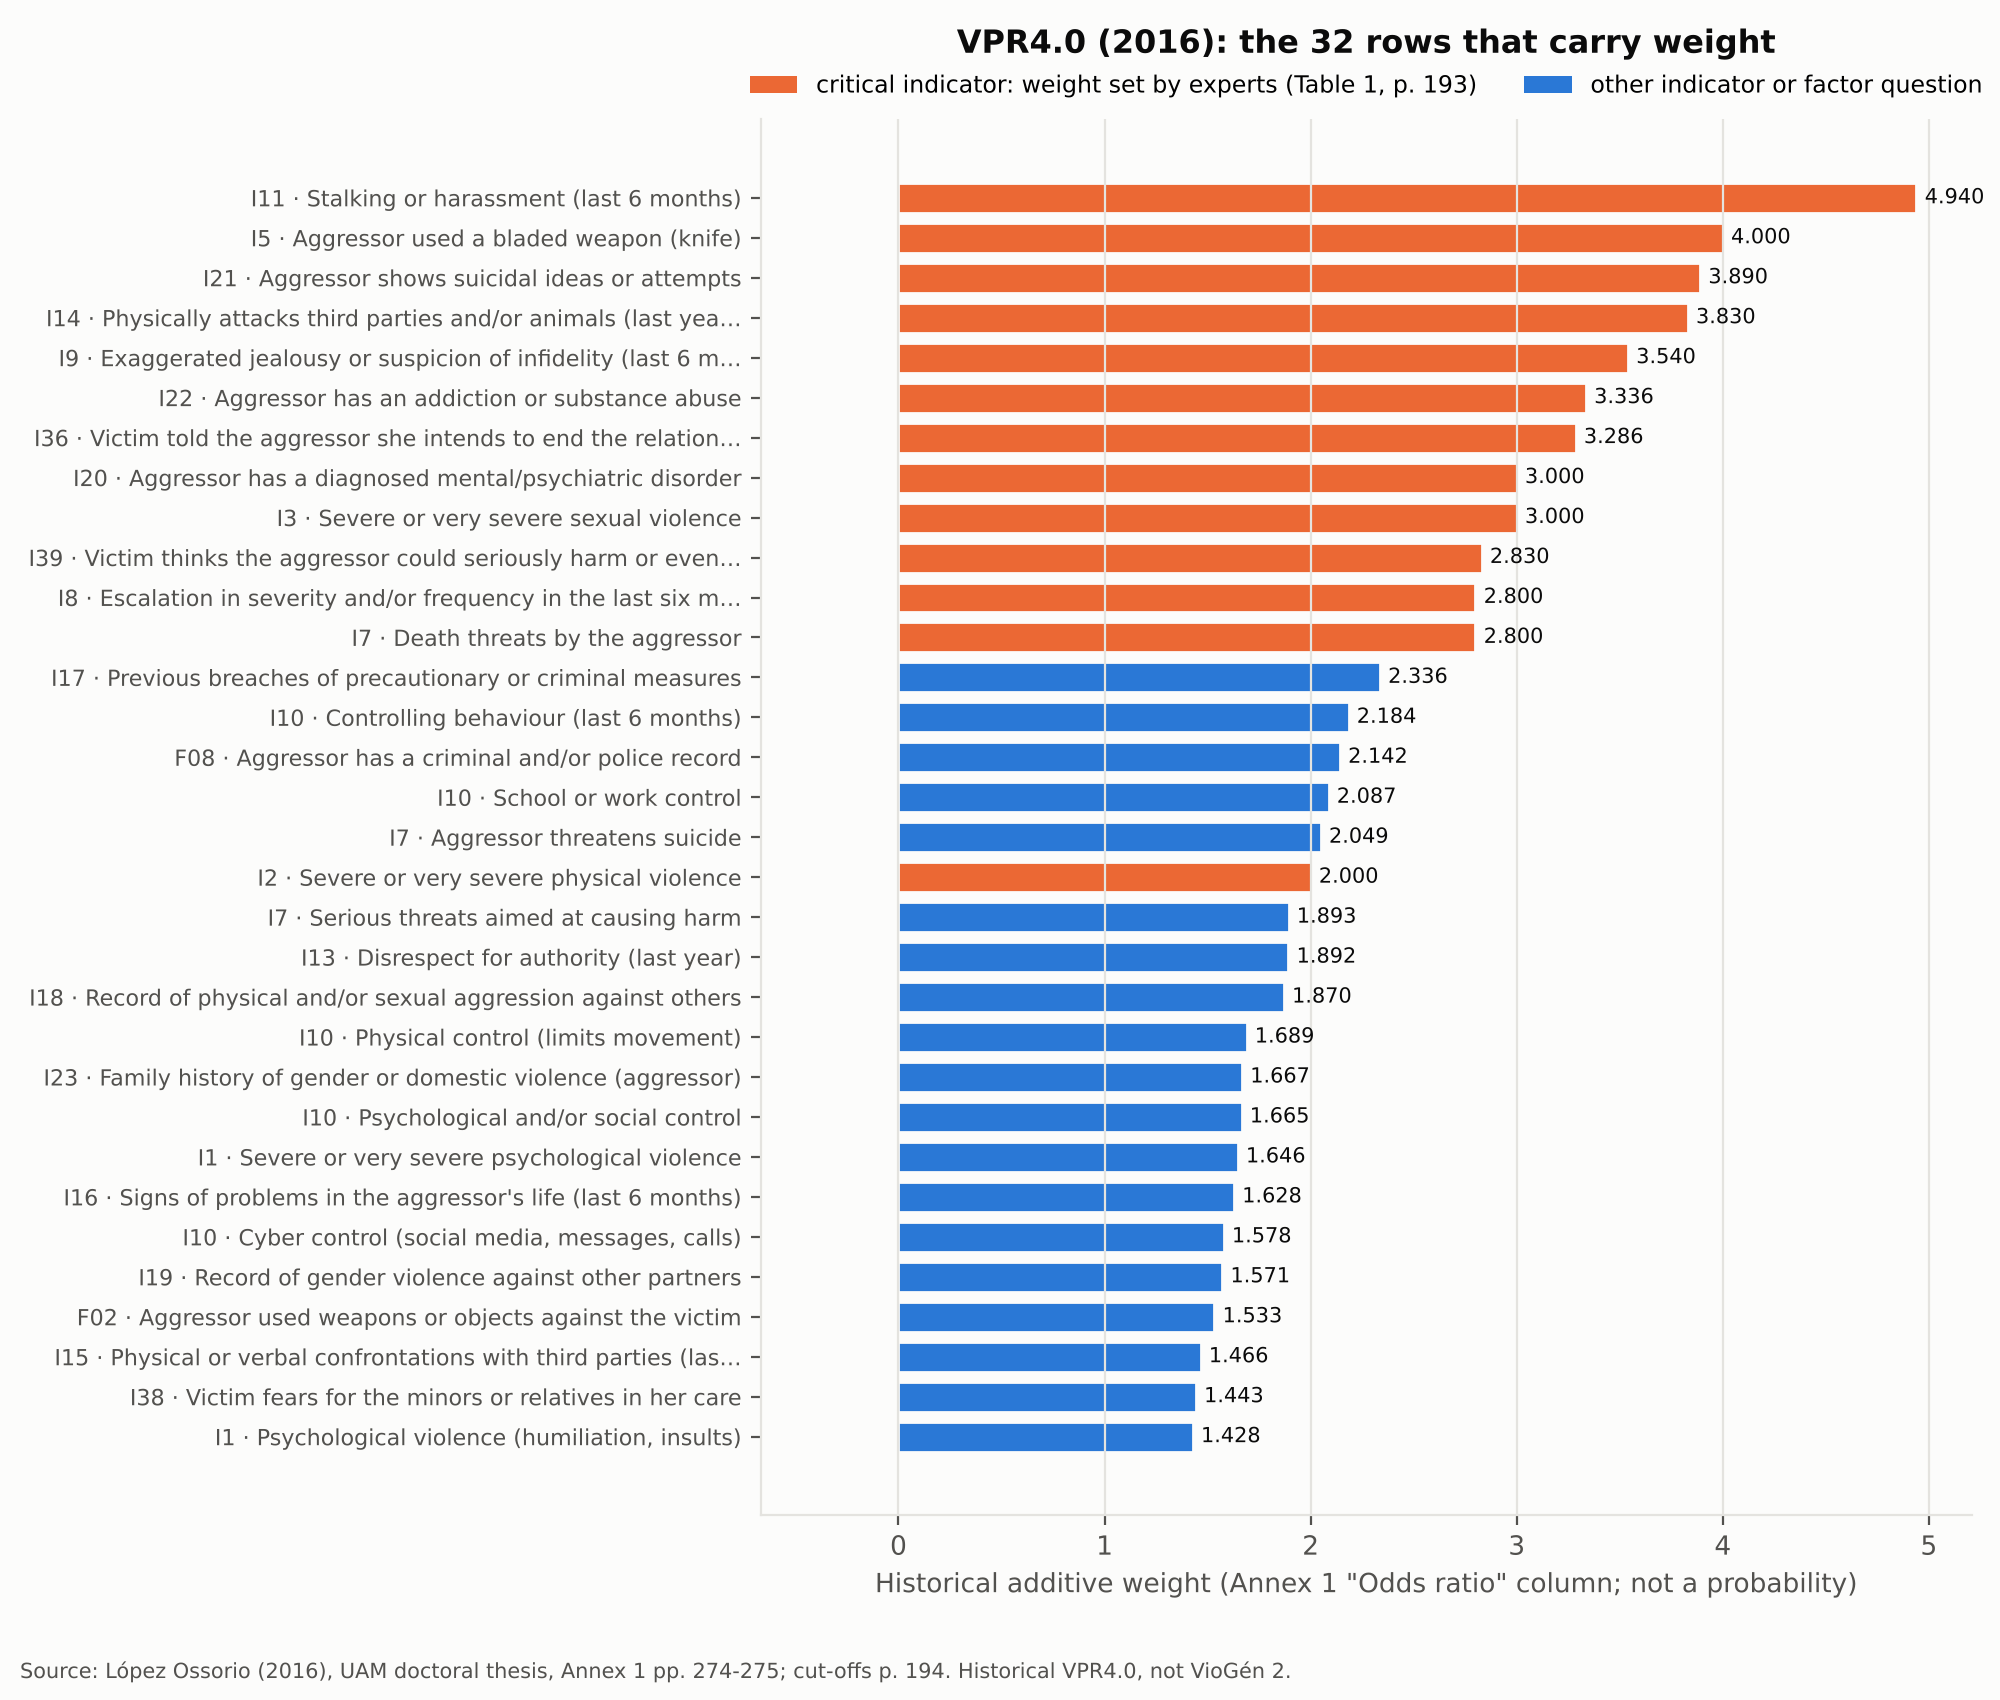 VPR4.0 (2016): the 32 rows that carry weight
critical indicator: weight set by experts (Table 1, p. 193)
other indicator or factor question
I11 · Stalking or harassment (last 6 months) 4.940
I5 · Aggressor used a bladed weapon (knife) 4.000
I21 · Aggressor shows suicidal ideas or attempts 3.890
I14 · Physically attacks third parties and/or animals (last yea… 3.830
I9 · Exaggerated jealousy or suspicion of infidelity (last 6 m… 3.540
I22 · Aggressor has an addiction or substance abuse 3.336
I36 · Victim told the aggressor she intends to end the relation… 3.286
I20 · Aggressor has a diagnosed mental/psychiatric disorder 3.000
I3 · Severe or very severe sexual violence 3.000
I39 · Victim thinks the aggressor could seriously harm or even… 2.830
I8 · Escalation in severity and/or frequency in the last six m… 2.800
I7 · Death threats by the aggressor 2.800
I17 · Previous breaches of precautionary or criminal measures 2.336
I10 · Controlling behaviour (last 6 months) 2.184
F08 · Aggressor has a criminal and/or police record 2.142
I10 · School or work control 2.087
I7 · Aggressor threatens suicide 2.049
I2 · Severe or very severe physical violence 2.000
I7 · Serious threats aimed at causing harm 1.893
I13 · Disrespect for authority (last year) 1.892
I18 · Record of physical and/or sexual aggression against others 1.870
I10 · Physical control (limits movement) 1.689
I23 · Family history of gender or domestic violence (aggressor) 1.667
I10 · Psychological and/or social control 1.665
I1 · Severe or very severe psychological violence 1.646
I16 · Signs of problems in the aggressor's life (last 6 months) 1.628
I10 · Cyber control (social media, messages, calls) 1.578
I19 · Record of gender violence against other partners 1.571
F02 · Aggressor used weapons or objects against the victim 1.533
I15 · Physical or verbal confrontations with third parties (las… 1.466
I38 · Victim fears for the minors or relatives in her care 1.443
I1 · Psychological violence (humiliation, insults) 1.428
0 1 2 3 4 5
Historical additive weight (Annex 1 "Odds ratio" column; not a probability)
Source: López Ossorio (2016), UAM doctoral thesis, Annex 1 pp. 274-275; cut-offs p. 194. Historical VPR4.0, not VioGén 2.